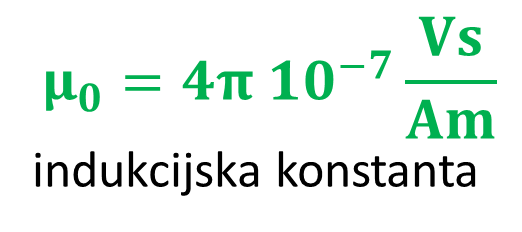 μ₀ = 4π 10⁻⁷ Vs/Am
indukcijska konstanta